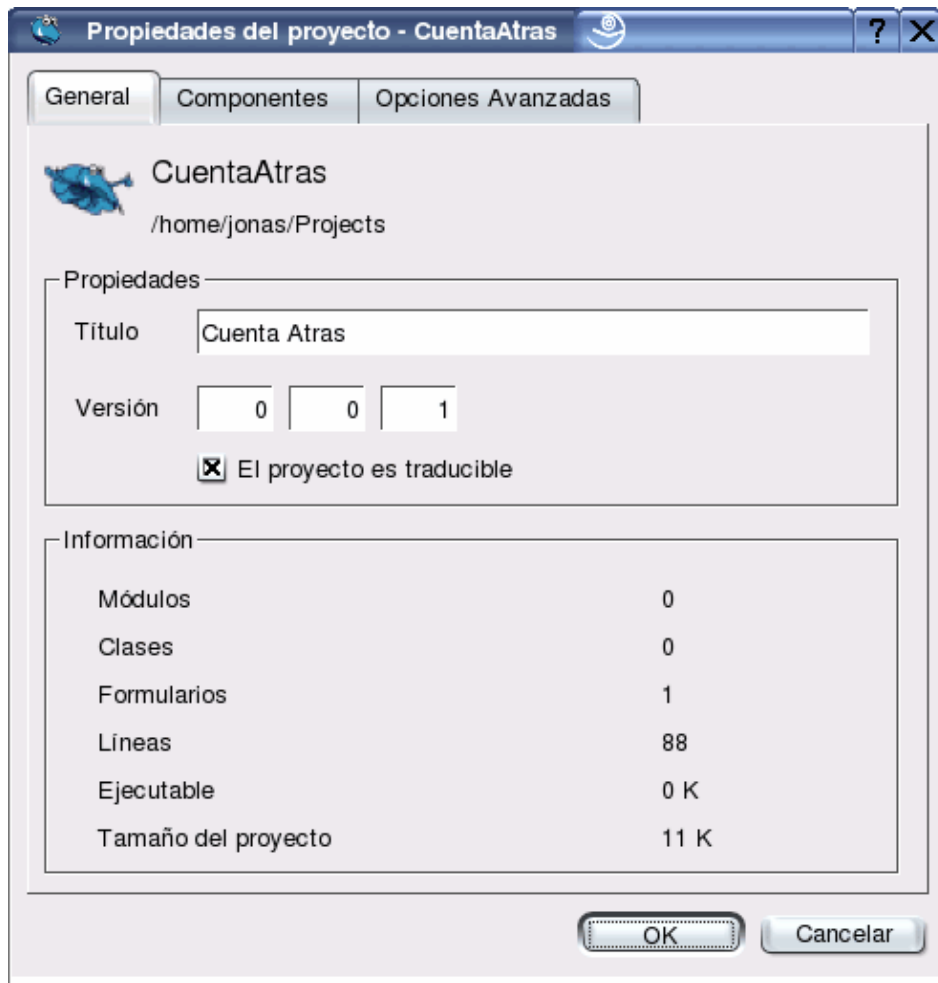 Propiedades del proyecto - CuentaAtras
General Componentes Opciones Avanzadas
CuentaAtras
/home/jonas/Projects
Propiedades
Título Cuenta Atras
Versión 0 0 1
El proyecto es traducible
Información
Módulos 0
Clases 0
Formularios 1
Líneas 88
Ejecutable 0 K
Tamaño del proyecto 11 K
OK Cancelar